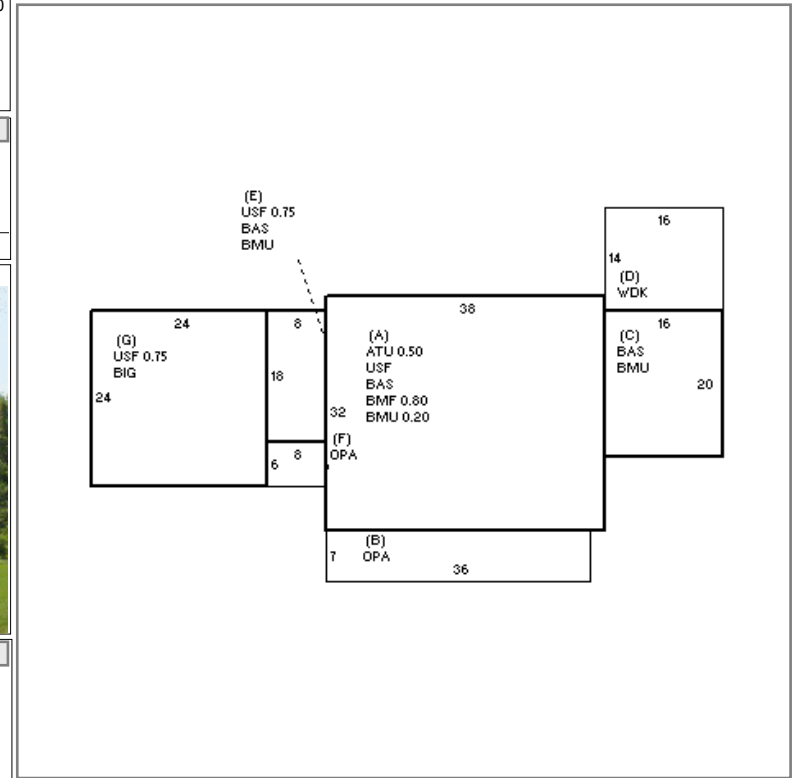 (E)
USF 0.75
BAS
BMU
16
14
(D)
WDK
38
24
(G)
USF 0.75
BIG
24
8
18
(A)
ATU 0.50
USF
BAS
BMF 0.80
BMU 0.20
32
16
(C)
BAS
BMU
20
(F)
OPA
8
6
(B)
OPA
7
36